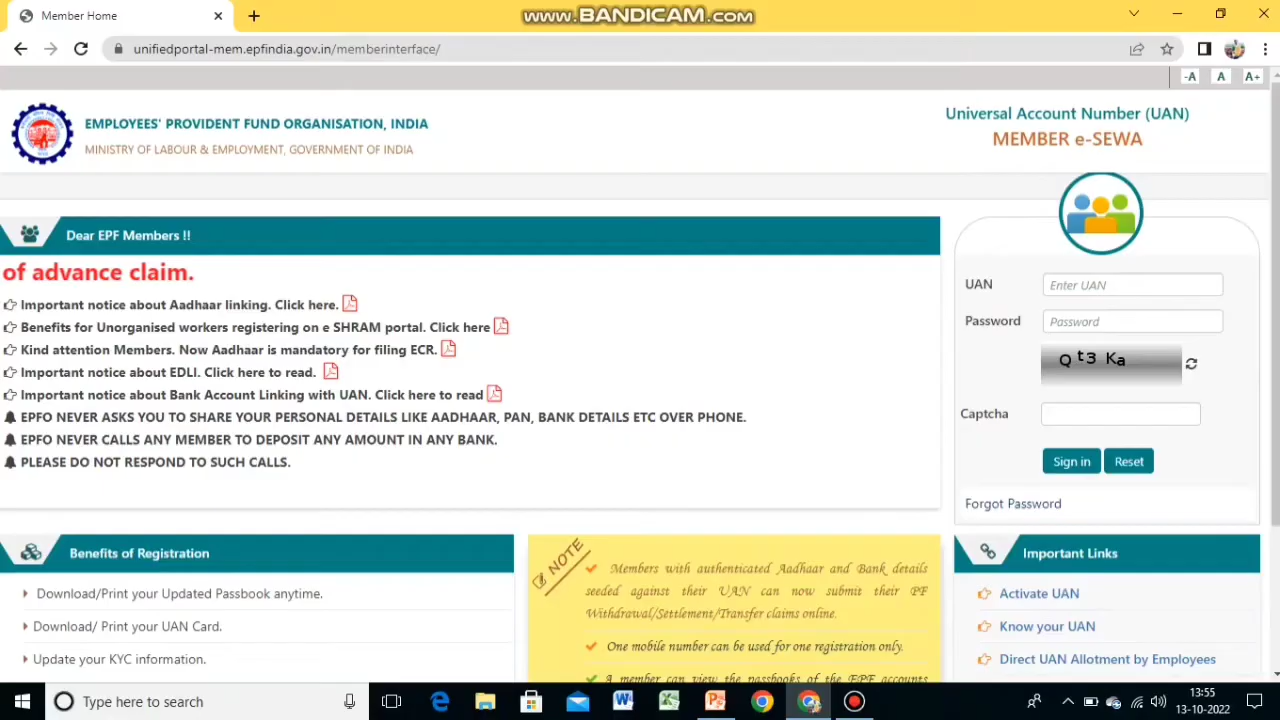 Member Home
www.BANDICAM.com
unifiedportal-mem.epfindia.gov.in/memberinterface/
-A A A+
EMPLOYEES' PROVIDENT FUND ORGANISATION, INDIA
MINISTRY OF LABOUR & EMPLOYMENT, GOVERNMENT OF INDIA
Universal Account Number (UAN)
MEMBER e-SEWA
Dear EPF Members !!
of advance claim.
Important notice about Aadhaar linking. Click here.
Benefits for Unorganised workers registering on e SHRAM portal. Click here
Kind attention Members. Now Aadhaar is mandatory for filing ECR.
Important notice about EDLI. Click here to read.
Important notice about Bank Account Linking with UAN. Click here to read
EPFO NEVER ASKS YOU TO SHARE YOUR PERSONAL DETAILS LIKE AADHAAR, PAN, BANK DETAILS ETC OVER PHONE.
EPFO NEVER CALLS ANY MEMBER TO DEPOSIT ANY AMOUNT IN ANY BANK.
PLEASE DO NOT RESPOND TO SUCH CALLS.
UAN Enter UAN
Password Password
Q t3 Ka
Captcha
Sign in Reset
Forgot Password
Benefits of Registration
Download/Print your Updated Passbook anytime.
Download/ Print your UAN Card.
Update your KYC information.
NOTE
Members with authenticated Aadhaar and Bank details
seeded against their UAN can now submit their PF
Withdrawal/Settlement/Transfer claims online.
One mobile number can be used for one registration only.
A member can view the passbooks of the EPF accounts
Important Links
Activate UAN
Know your UAN
Direct UAN Allotment by Employees
Type here to search
13:55
13-10-2022